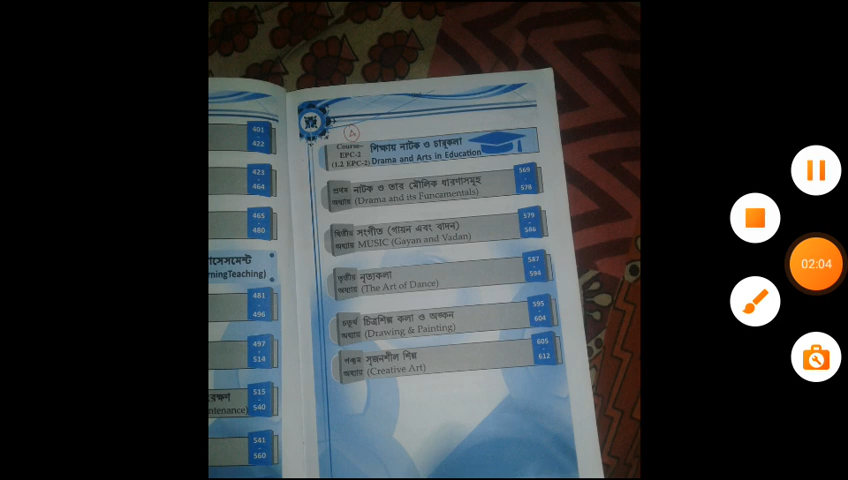 401
-
422
423
-
464
465
-
480
াসেসমেন্ট
rningTeaching)
481
-
496
497
-
514
রক্ষণ
ntenance)
515
-
540
541
-
560
Course-
EPC-2
(1.2 EPC-2)
শিক্ষায় নাটক ও চারুকলা
Drama and Arts in Education
প্রথম অধ্যায়
নাটক ও তার মৌলিক ধারণাসমূহ
(Drama and its Funcamentals)
569
-
578
দ্বিতীয় অধ্যায়
সংগীত (গায়ন এবং বাদন)
MUSIC (Gayan and Vadan)
579
-
586
তৃতীয় অধ্যায়
নৃত্যকলা
(The Art of Dance)
587
-
594
চতুর্থ অধ্যায়
চিত্রশিল্প কলা ও অঙ্কন
(Drawing & Painting)
595
-
604
পঞ্চম অধ্যায়
সৃজনশীল শিল্প
(Creative Art)
605
-
612
02:04